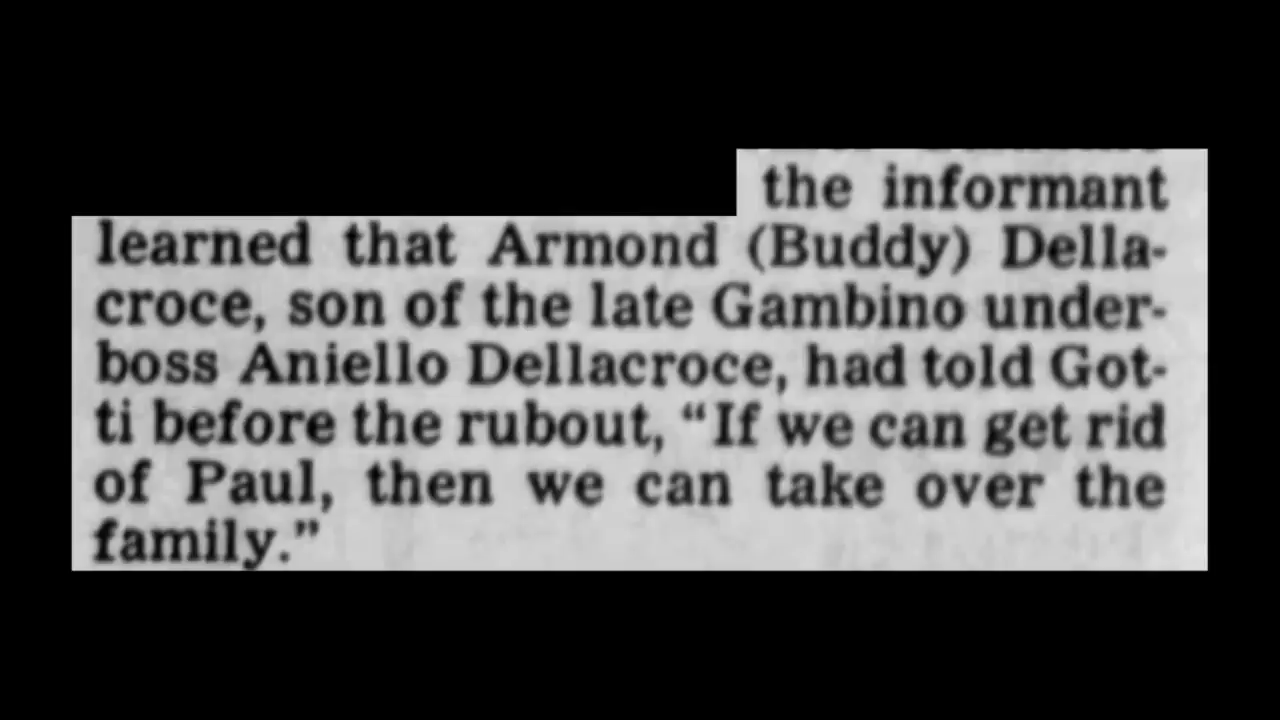 the informant
learned that Armond (Buddy) Della-
croce, son of the late Gambino under-
boss Aniello Dellacroce, had told Got-
ti before the rubout, “If we can get rid
of Paul, then we can take over the
family.”